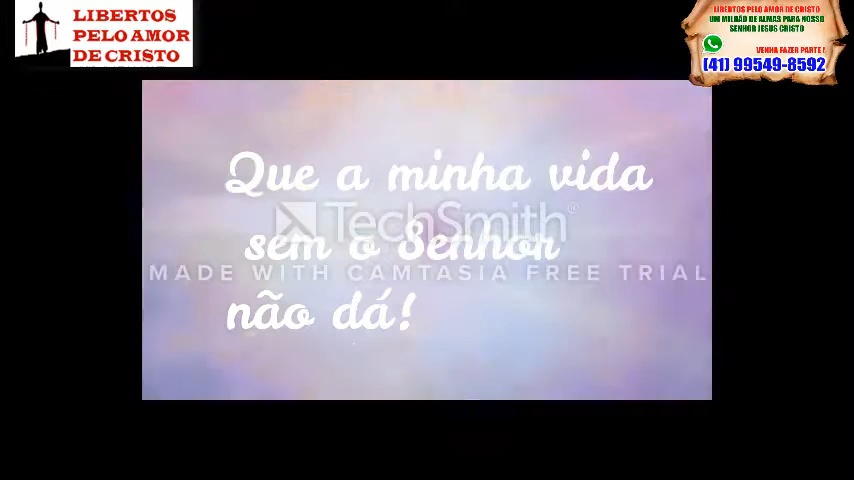 LIBERTOS
PELO AMOR
DE CRISTO
LIBERTOS PELO AMOR DE CRISTO
UM MILHÃO DE ALMAS PARA NOSSO
SENHOR JESUS CRISTO
VENHA FAZER PARTE!
(41) 99549-8592
Que a minha vida
TechSmith®
sem o Senhor
MADE WITH CAMTASIA FREE TRIAL
não dá!